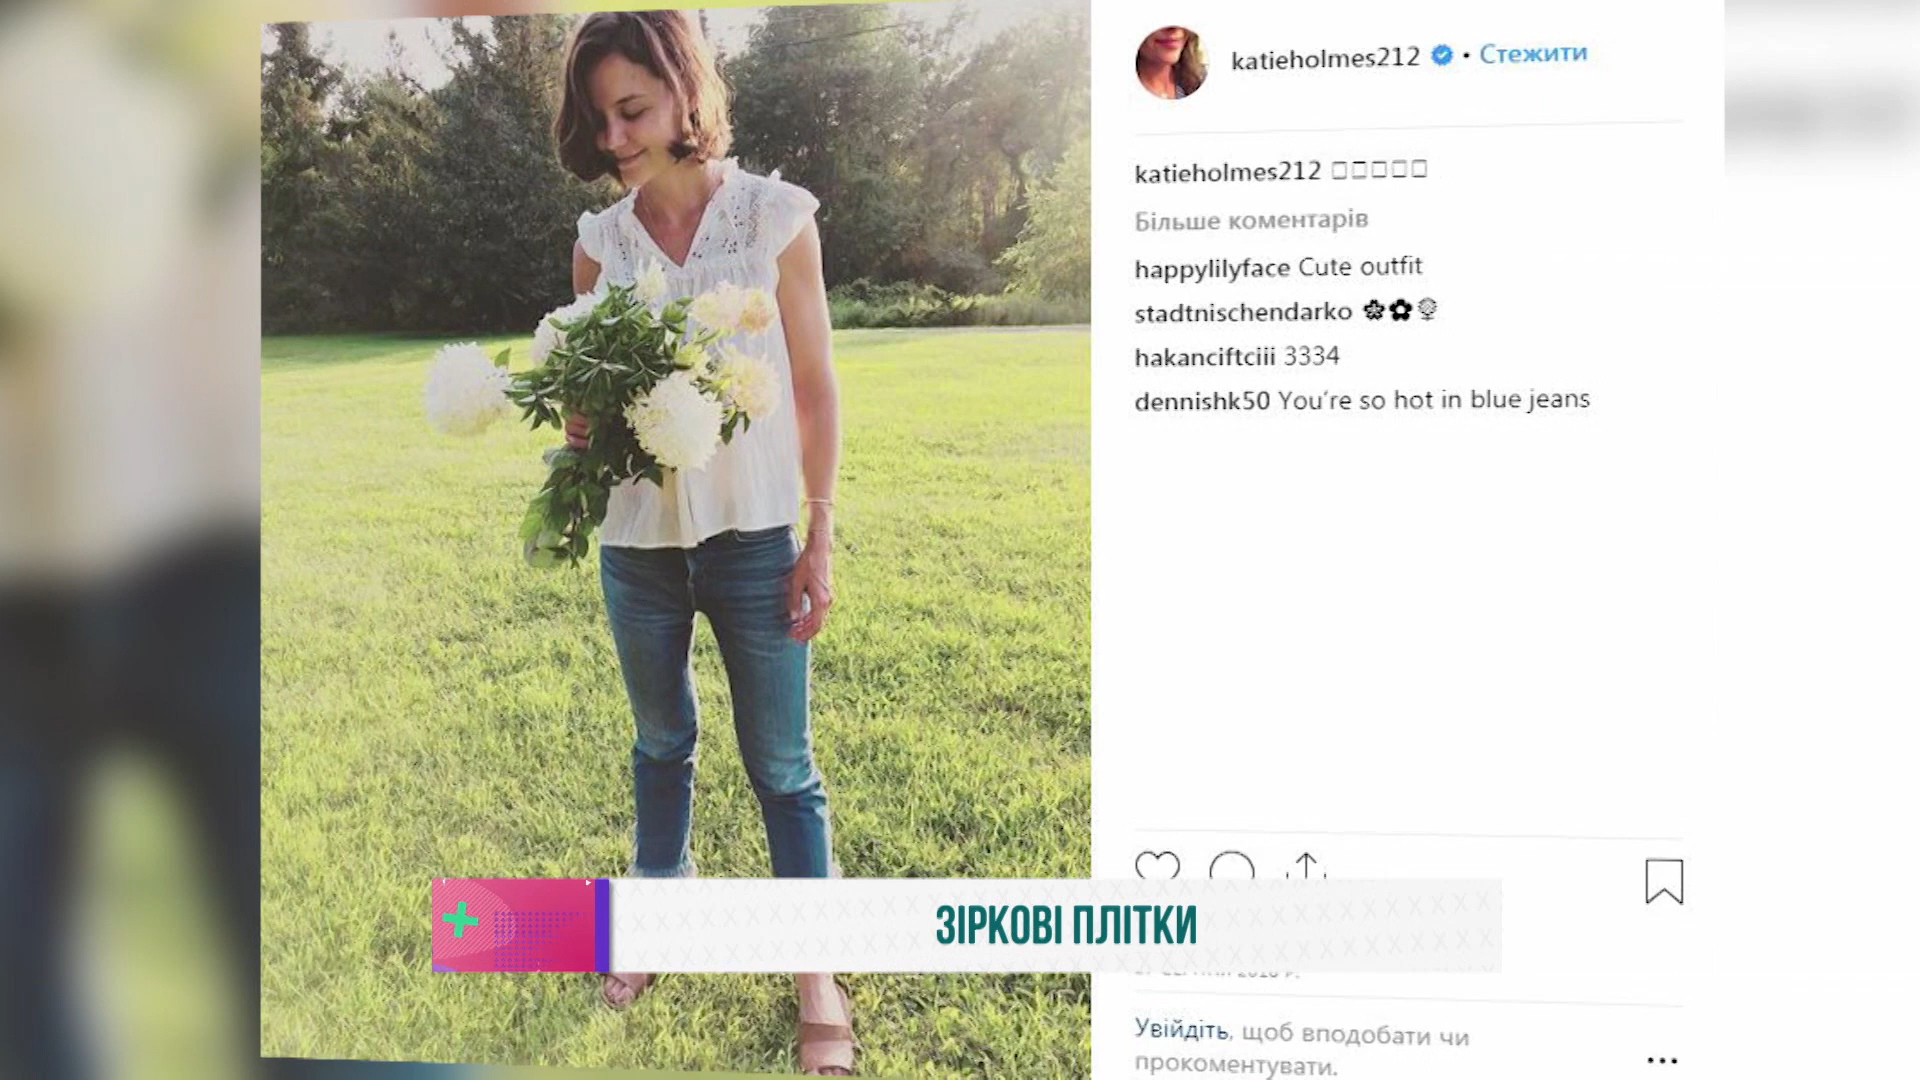 katieholmes212 • Стежити
katieholmes212
Більше коментарів
happylilyface Cute outfit
stadtnischendarko
hakanciftciii 3334
dennishk50 You're so hot in blue jeans
ЗІРКОВІ ПЛІТКИ
Увійдіть, щоб вподобати чи
прокоментувати.